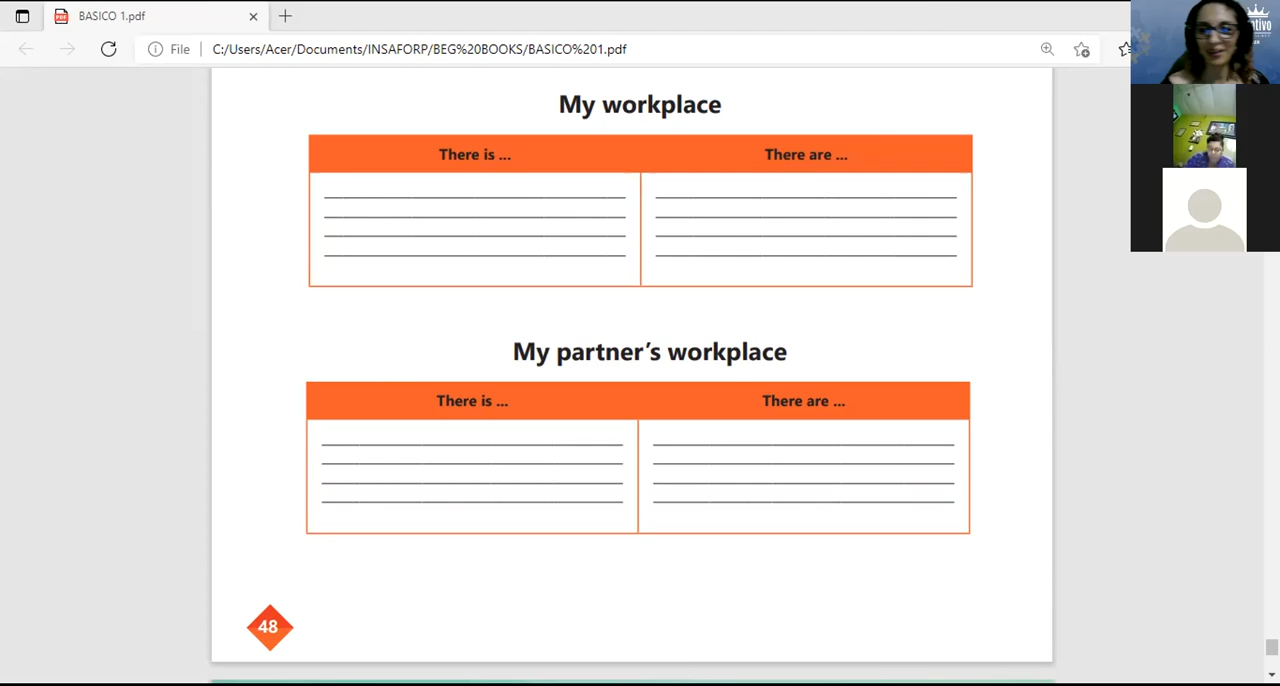 BASICO 1.pdf
File
C:/Users/Acer/Documents/INSAFORP/BEG%20BOOKS/BASICO%201.pdf
My workplace
There is ... There are ...
My partner's workplace
There is ... There are ...
48